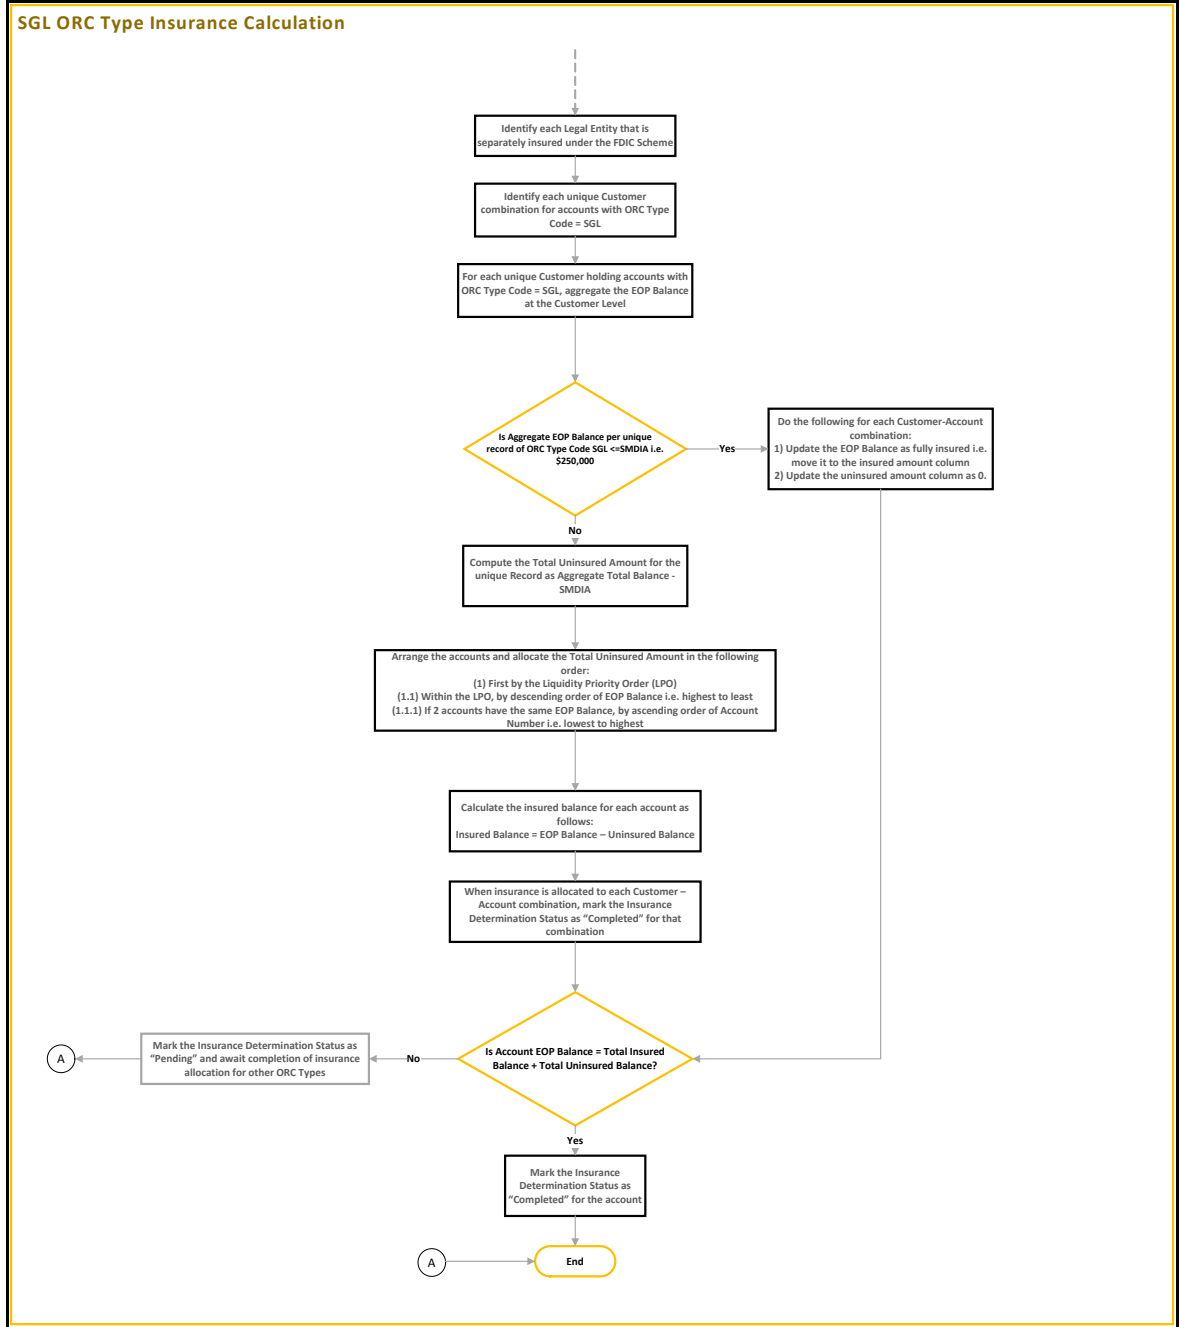 SGL ORC Type Insurance Calculation
Identify each Legal Entity that is
separately insured under the FDIC Scheme
Identify each unique Customer
combination for accounts with ORC Type
Code = SGL
For each unique Customer holding accounts with
ORC Type Code = SGL, aggregate the EOP Balance
at the Customer Level
Is Aggregate EOP Balance per unique
record of ORC Type Code SGL <=SMDIA i.e.
$250,000
Yes
Do the following for each Customer-Account
combination:
1) Update the EOP Balance as fully insured i.e.
move it to the insured amount column
2) Update the uninsured amount column as 0.
No
Compute the Total Uninsured Amount for the
unique Record as Aggregate Total Balance -
SMDIA
Arrange the accounts and allocate the Total Uninsured Amount in the following
order:
(1) First by the Liquidity Priority Order (LPO)
(1.1) Within the LPO, by descending order of EOP Balance i.e. highest to least
(1.1.1) If 2 accounts have the same EOP Balance, by ascending order of Account
Number i.e. lowest to highest
Calculate the insured balance for each account as
follows:
Insured Balance = EOP Balance – Uninsured Balance
When insurance is allocated to each Customer –
Account combination, mark the Insurance
Determination Status as “Completed” for that
combination
Is Account EOP Balance = Total Insured
Balance + Total Uninsured Balance?
No
Mark the Insurance Determination Status as
“Pending” and await completion of insurance
allocation for other ORC Types
A
Yes
Mark the Insurance
Determination Status as
“Completed” for the account
A
End